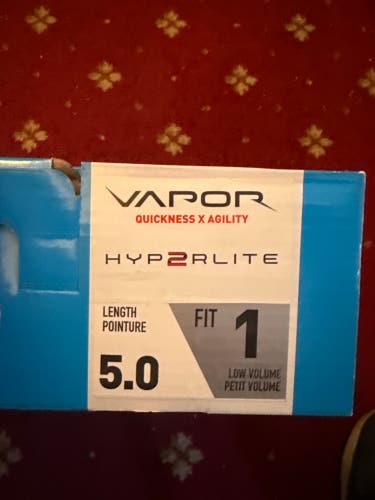 VAPOR
QUICKNESS X AGILITY
HYP2RLITE
LENGTH
POINTURE
5.0
FIT 1
LOW VOLUME
PETIT VOLUME